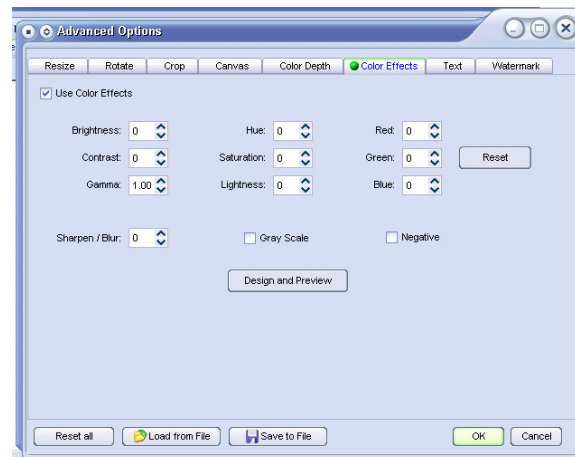 Advanced Options
Resize Rotate Crop Canvas Color Depth Color Effects Text Watermark
Use Color Effects
Brightness: 0 Hue: 0 Red: 0
Contrast: 0 Saturation: 0 Green: 0 Reset
Gamma: 1.00 Lightness: 0 Blue: 0
Sharpen / Blur: 0 Gray Scale Negative
Design and Preview
Reset all Load from File Save to File OK Cancel